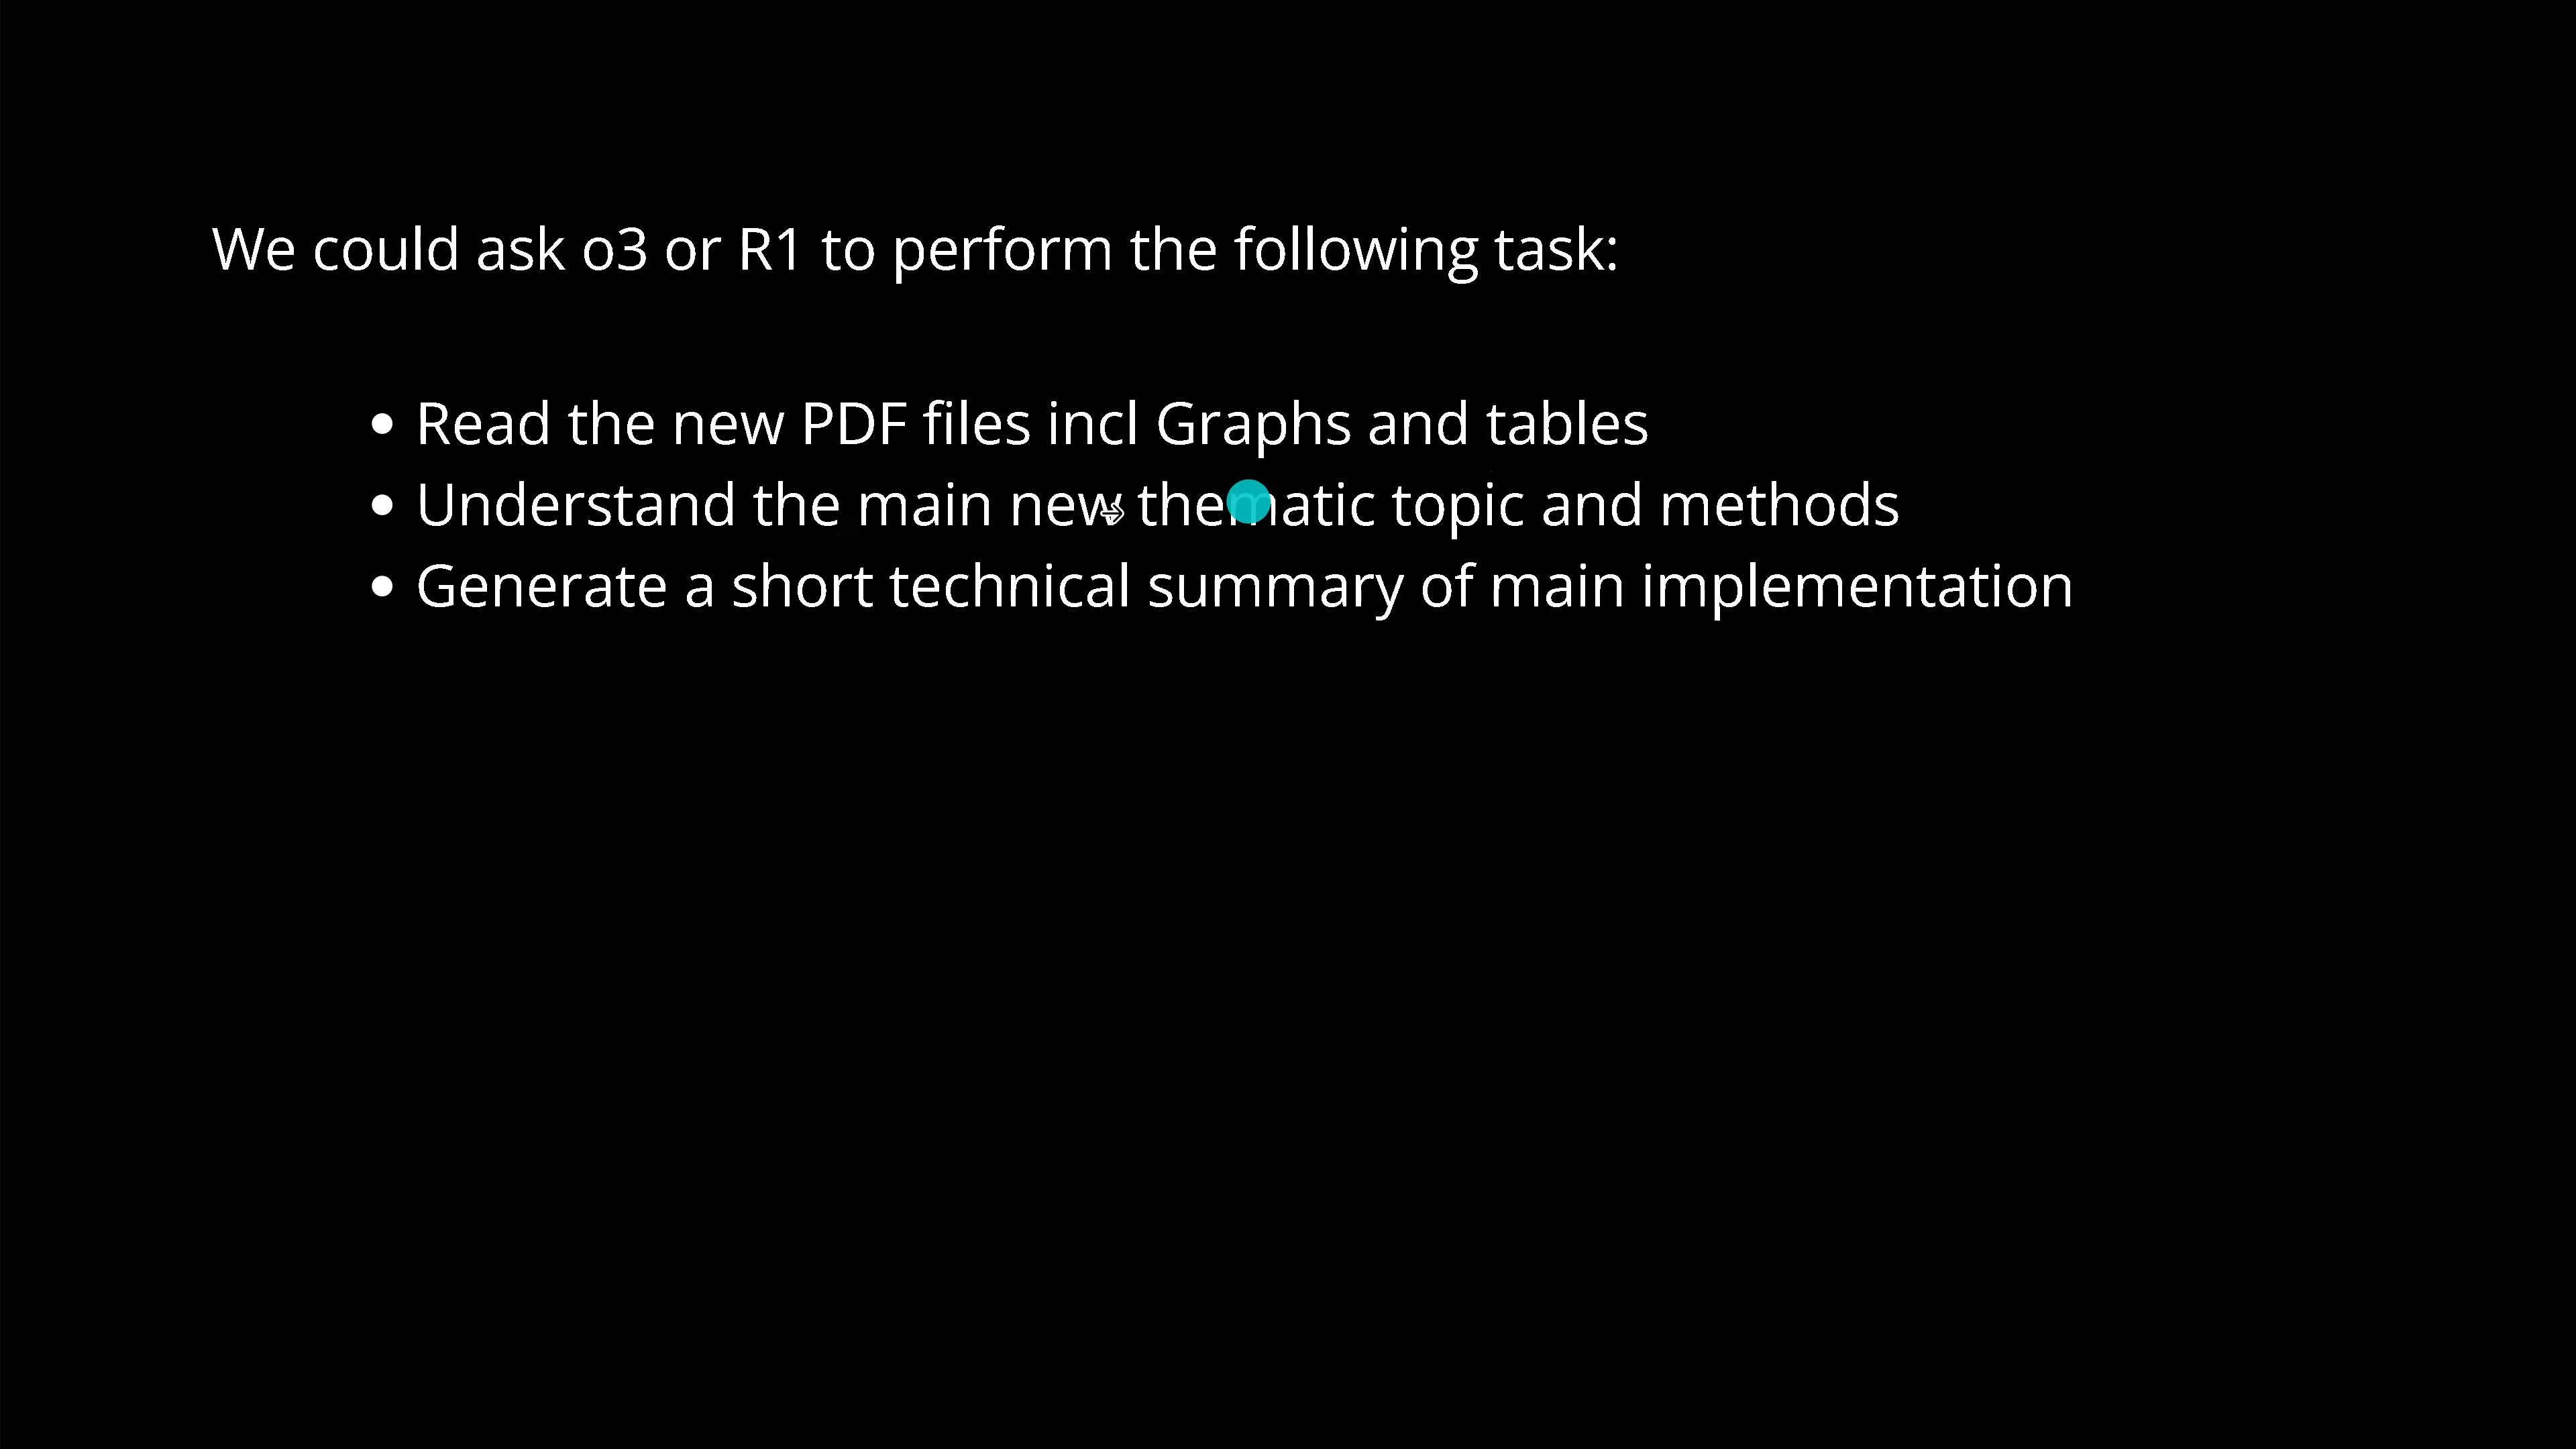 We could ask o3 or R1 to perform the following task:
• Read the new PDF files incl Graphs and tables
• Understand the main new thematic topic and methods
• Generate a short technical summary of main implementation